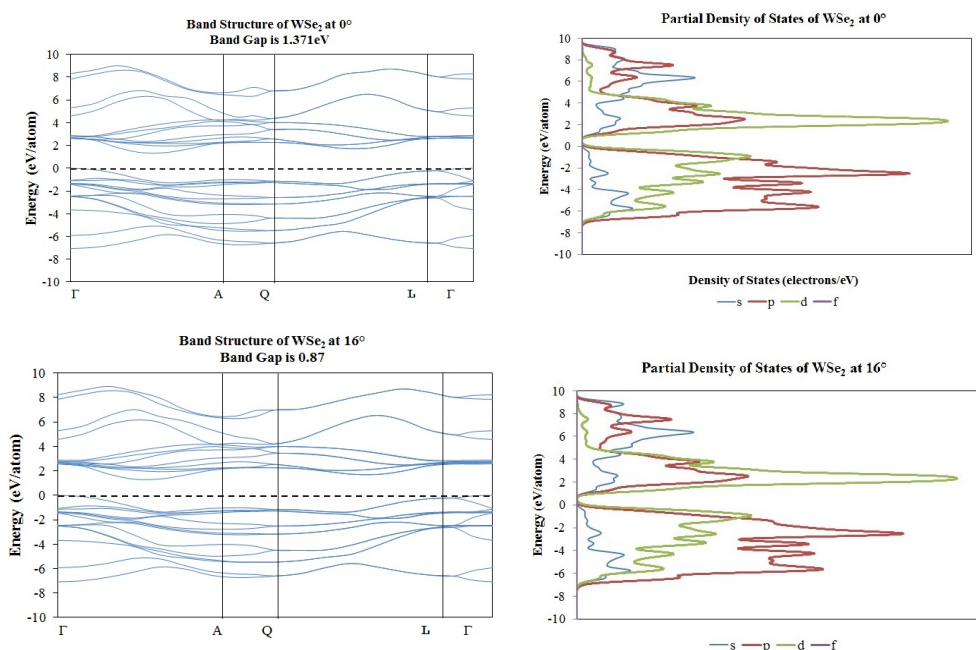 Band Structure of WSe₂ at 0°
Band Gap is 1.371eV
Energy (eV/atom)
10
8
6
4
2
0
-2
-4
-6
-8
-10
Γ A Q L Γ
Partial Density of States of WSe₂ at 0°
Energy (eV/atom)
10
8
6
4
2
0
-2
-4
-6
-8
-10
Density of States (electrons/eV)
s p d f
Band Structure of WSe₂ at 16°
Band Gap is 0.87
Energy (eV/atom)
10
8
6
4
2
0
-2
-4
-6
-8
-10
Γ A Q L Γ
Partial Density of States of WSe₂ at 16°
Energy (eV/atom)
10
8
6
4
2
0
-2
-4
-6
-8
-10
s p d f